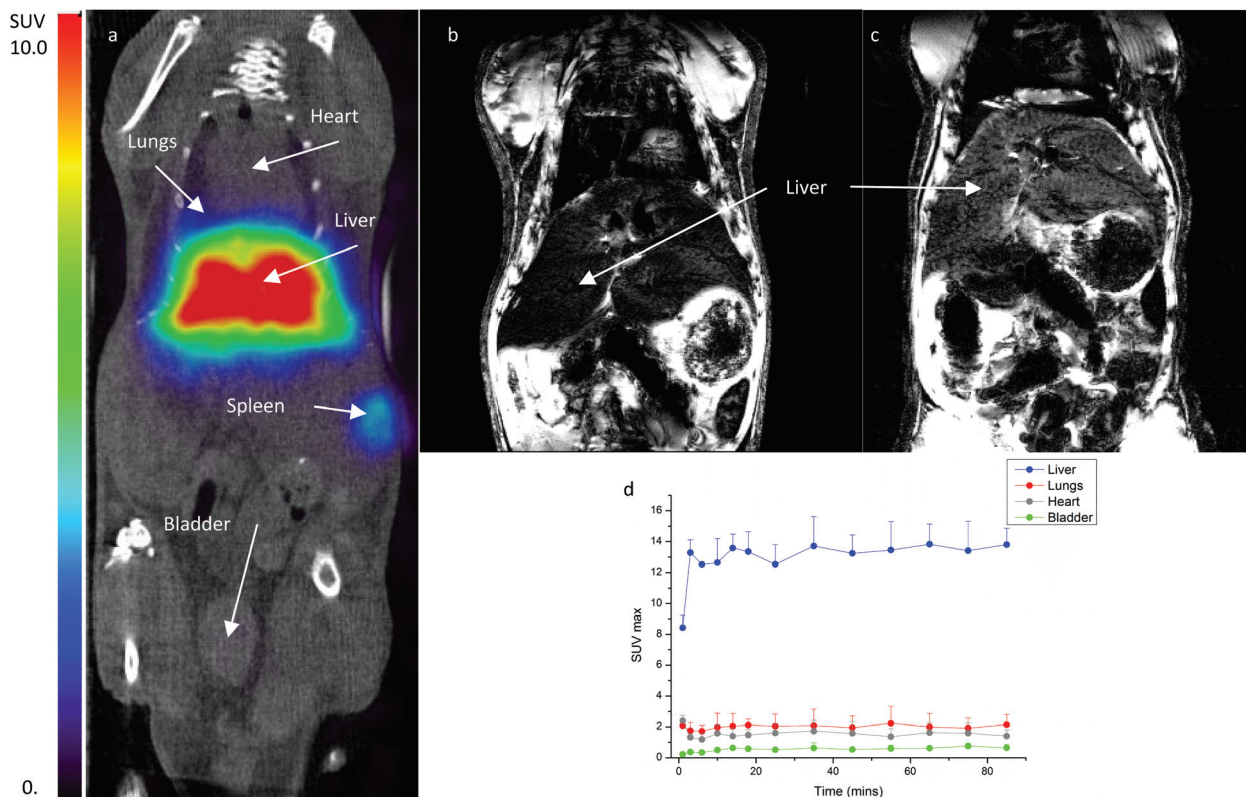 SUV
10.0
0.
a
Heart
Lungs
Liver
Spleen
Bladder
b
c
Liver
d
Liver
Lungs
Heart
Bladder
SUV max
16
14
12
10
8
6
4
2
0
0
20
40
60
80
Time (mins)